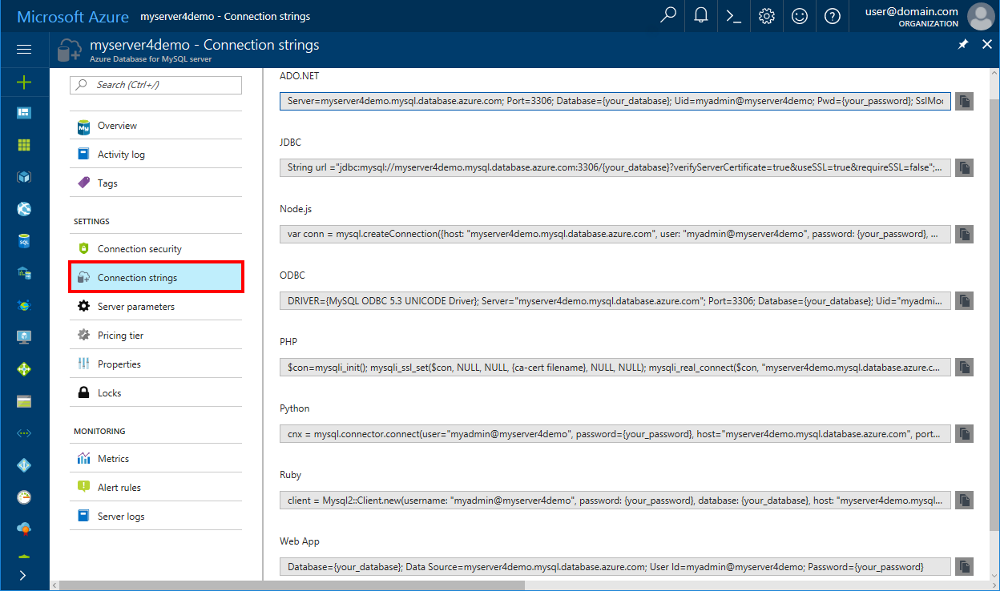 Microsoft Azure myserver4demo - Connection strings
user@domain.com
ORGANIZATION
myserver4demo - Connection strings
Azure Database for MySQL server
Search (Ctrl+/)
Overview
Activity log
Tags
SETTINGS
Connection security
Connection strings
Server parameters
Pricing tier
Properties
Locks
MONITORING
Metrics
Alert rules
Server logs
ADO.NET
Server=myserver4demo.mysql.database.azure.com; Port=3306; Database={your_database}; Uid=myadmin@myserver4demo; Pwd={your_password}; SslMo
JDBC
String url ="jdbc:mysql://myserver4demo.mysql.database.azure.com:3306/{your_database}?verifyServerCertificate=true&useSSL=true&requireSSL=false";...
Node.js
var conn = mysql.createConnection({host: "myserver4demo.mysql.database.azure.com", user: "myadmin@myserver4demo", password: {your_password}, ...
ODBC
DRIVER={MySQL ODBC 5.3 UNICODE Driver}; Server="myserver4demo.mysql.database.azure.com"; Port=3306; Database={your_database}; Uid="myadmi...
PHP
$con=mysqli_init(); mysqli_ssl_set($con, NULL, NULL, {ca-cert filename}, NULL, NULL); mysqli_real_connect($con, "myserver4demo.mysql.database.azure.c...
Python
cnx = mysql.connector.connect(user="myadmin@myserver4demo", password={your_password}, host="myserver4demo.mysql.database.azure.com", port...
Ruby
client = Mysql2::Client.new(username: "myadmin@myserver4demo", password: {your_password}, database: {your_database}, host: "myserver4demo.mysql...
Web App
Database={your_database}; Data Source=myserver4demo.mysql.database.azure.com; User Id=myadmin@myserver4demo; Password={your_password}